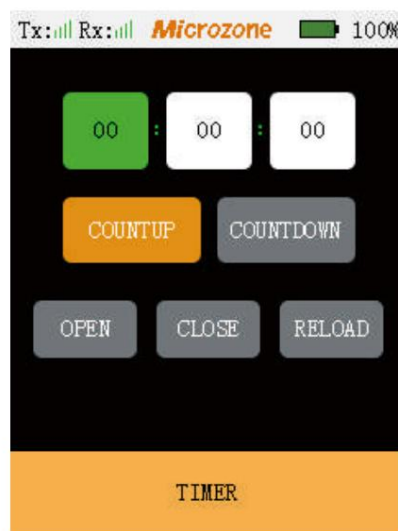 Tx: Rx: Microzone 100%
00 : 00 : 00
COUNTUP COUNTDOWN
OPEN CLOSE RELOAD
TIMER